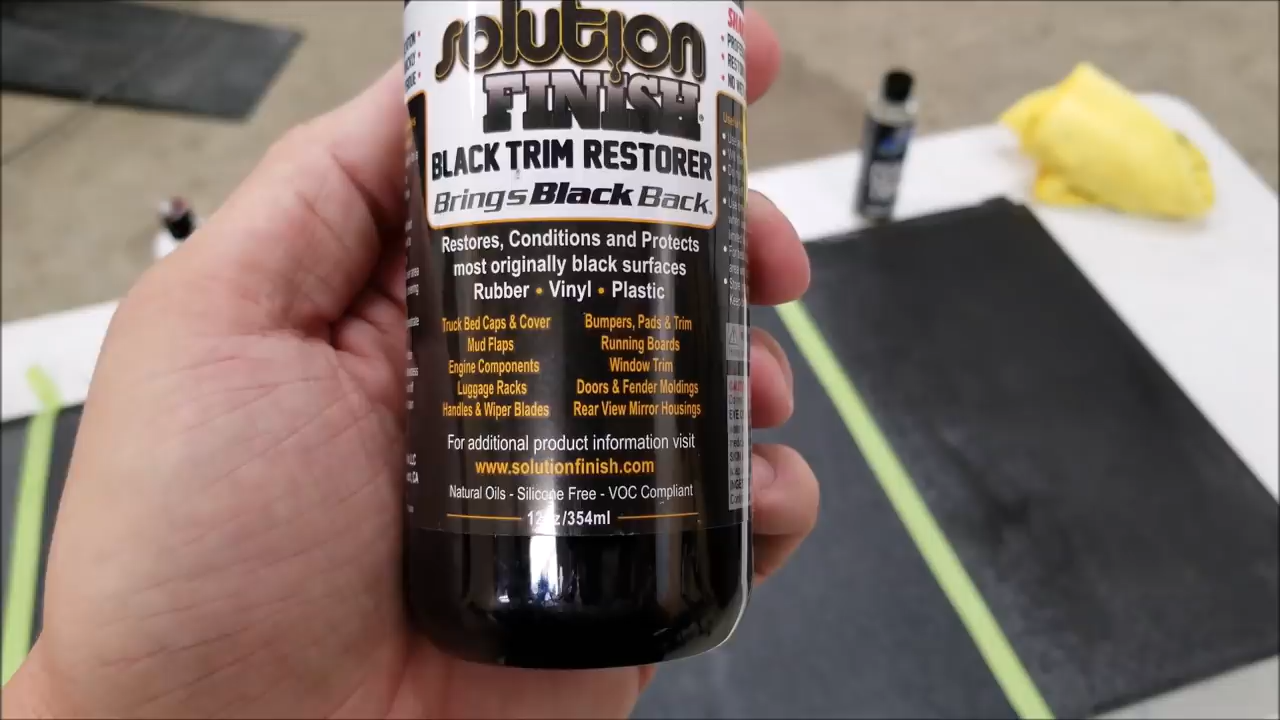 solution
FINISH®
BLACK TRIM RESTORER
Brings Black Back.
Restores, Conditions and Protects
most originally black surfaces
Rubber • Vinyl • Plastic
Truck Bed Caps & Cover
Bumpers, Pads & Trim
Mud Flaps
Running Boards
Engine Components
Window Trim
Luggage Racks
Doors & Fender Moldings
Handles & Wiper Blades
Rear View Mirror Housings
For additional product information visit
www.solutionfinish.com
Natural Oils - Silicone Free - VOC Compliant
12oz/354ml